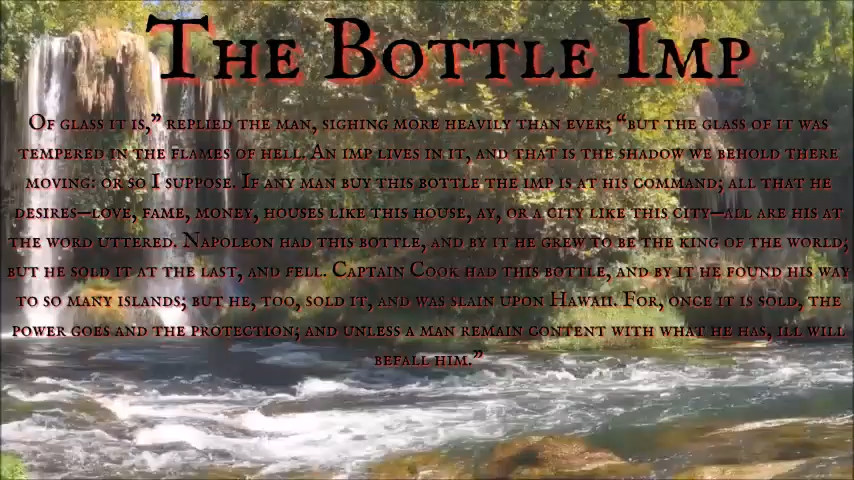 The Bottle Imp
Of glass it is,” replied the man, sighing more heavily than ever; “but the glass of it was
tempered in the flames of hell. An imp lives in it, and that is the shadow we behold there
moving: or so I suppose. If any man buy this bottle the imp is at his command; all that he
desires—love, fame, money, houses like this house, ay, or a city like this city—all are his at
the word uttered. Napoleon had this bottle, and by it he grew to be the king of the world;
but he sold it at the last, and fell. Captain Cook had this bottle, and by it he found his way
to so many islands; but he, too, sold it, and was slain upon Hawaii. For, once it is sold, the
power goes and the protection; and unless a man remain content with what he has, ill will
befall him.”